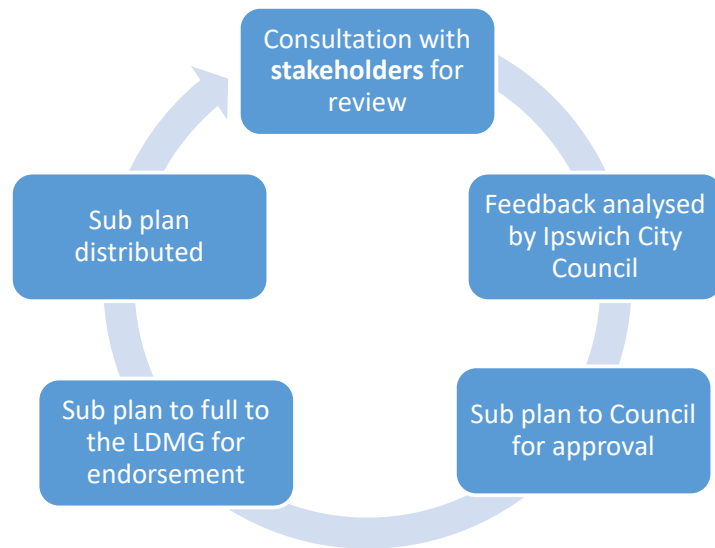 Consultation with
stakeholders for
review
Feedback analysed
by Ipswich City
Council
Sub plan to Council
for approval
Sub plan to full to
the LDMG for
endorsement
Sub plan
distributed